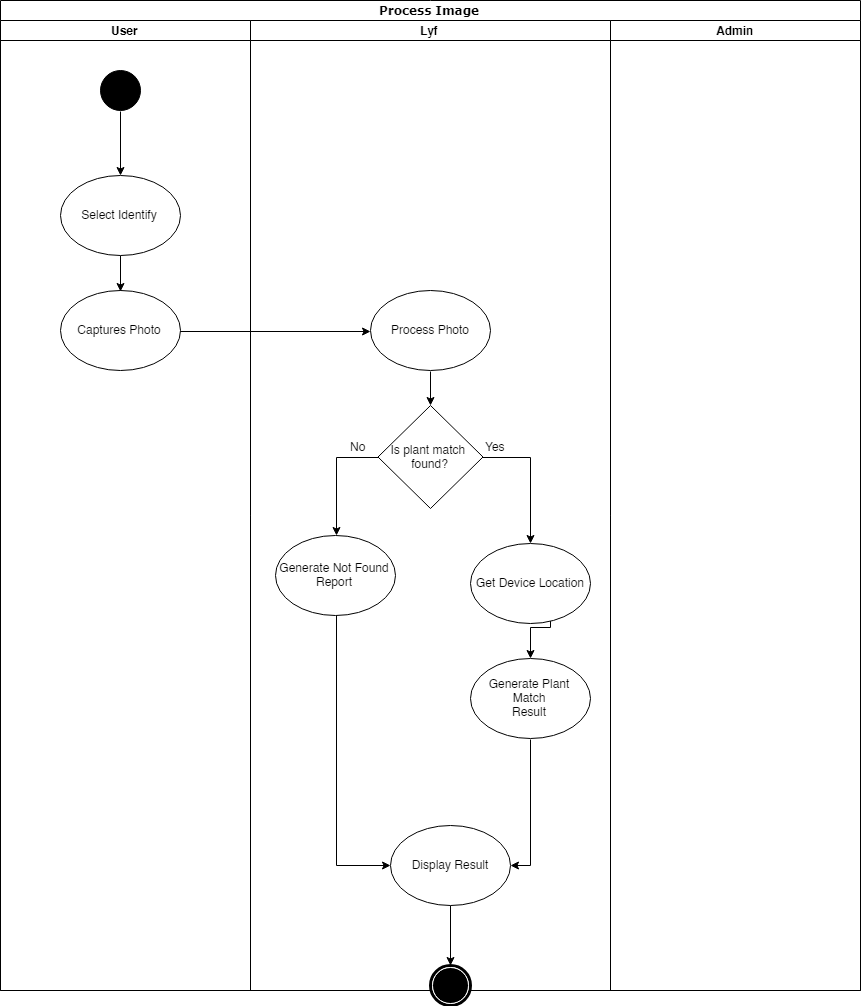 Process Image
User
Lyf
Admin
Select Identify
Captures Photo
Process Photo
Is plant match
found?
No
Yes
Generate Not Found
Report
Get Device Location
Generate Plant
Match
Result
Display Result